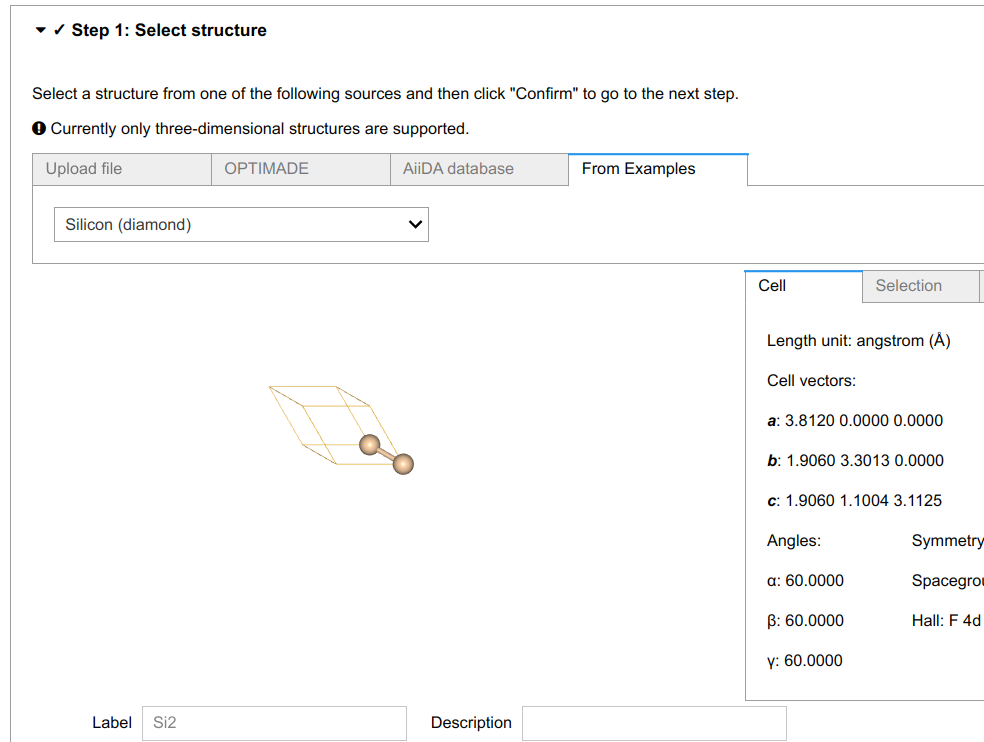 ✓ Step 1: Select structure
Select a structure from one of the following sources and then click "Confirm" to go to the next step.
Currently only three-dimensional structures are supported.
Upload file OPTIMADE AiiDA database From Examples
Silicon (diamond)
Cell Selection
Length unit: angstrom (Å)
Cell vectors:
a: 3.8120 0.0000 0.0000
b: 1.9060 3.3013 0.0000
c: 1.9060 1.1004 3.1125
Angles: Symmetry
α: 60.0000 Spacegrou
β: 60.0000 Hall: F 4d
γ: 60.0000
Label Si2 Description